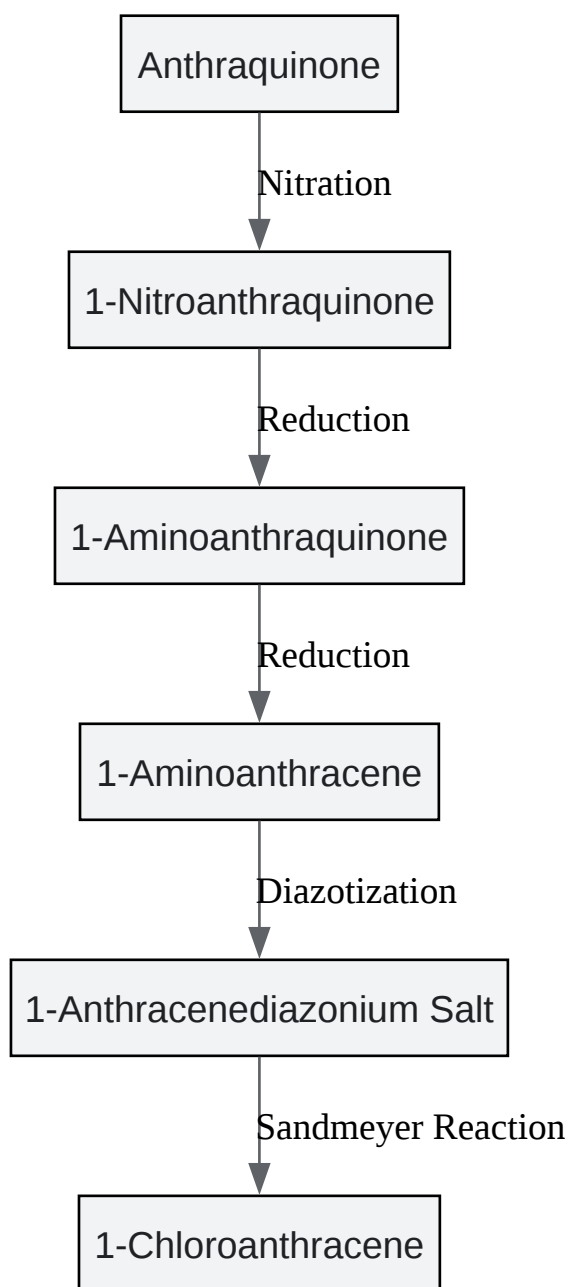 Anthraquinone
Nitration
1-Nitroanthraquinone
Reduction
1-Aminoanthraquinone
Reduction
1-Aminoanthracene
Diazotization
1-Anthracenediazonium Salt
Sandmeyer Reaction
1-Chloroanthracene